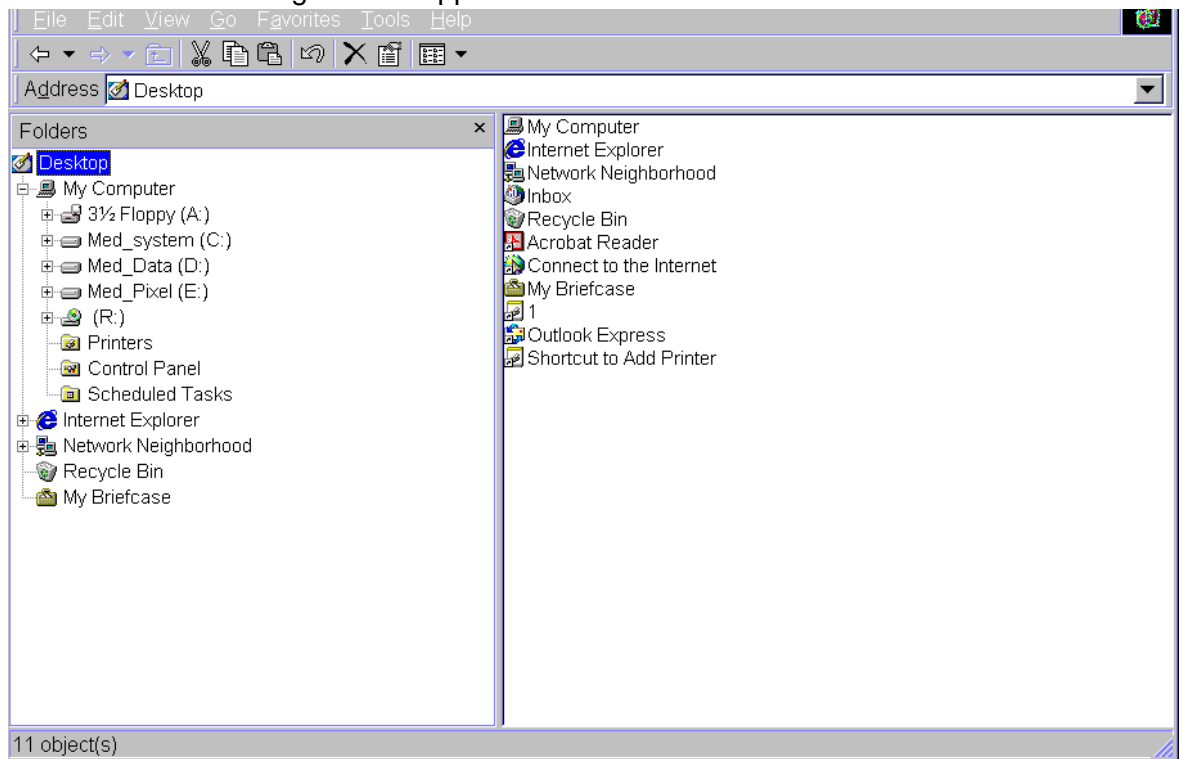 File Edit View Go Favorites Tools Help
Address Desktop
Folders
Desktop
My Computer
3½ Floppy (A:)
Med_system (C:)
Med_Data (D:)
Med_Pixel (E:)
(R:)
Printers
Control Panel
Scheduled Tasks
Internet Explorer
Network Neighborhood
Recycle Bin
My Briefcase
My Computer
Internet Explorer
Network Neighborhood
Inbox
Recycle Bin
Acrobat Reader
Connect to the Internet
My Briefcase
1
Outlook Express
Shortcut to Add Printer
11 object(s)